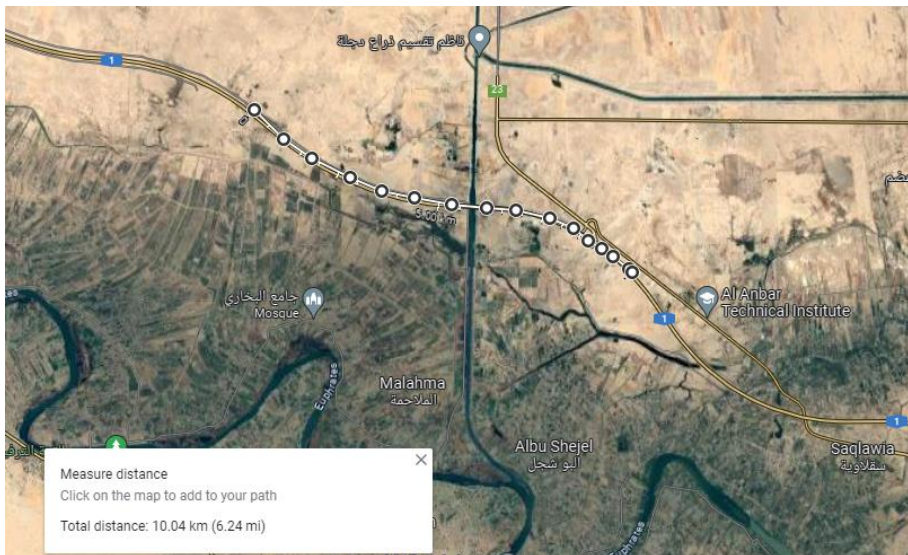 ناظم تقسيم ذراع دجلة
1
23
5.00 km
جامع البخاري
Mosque
Al Anbar
Technical Institute
1
Euphrates
Malahma
الملاحمة
1
Albu Shejel
البو شجل
Saqlawia
سقلاوية
Euphrates
Measure distance
Click on the map to add to your path
Total distance: 10.04 km (6.24 mi)